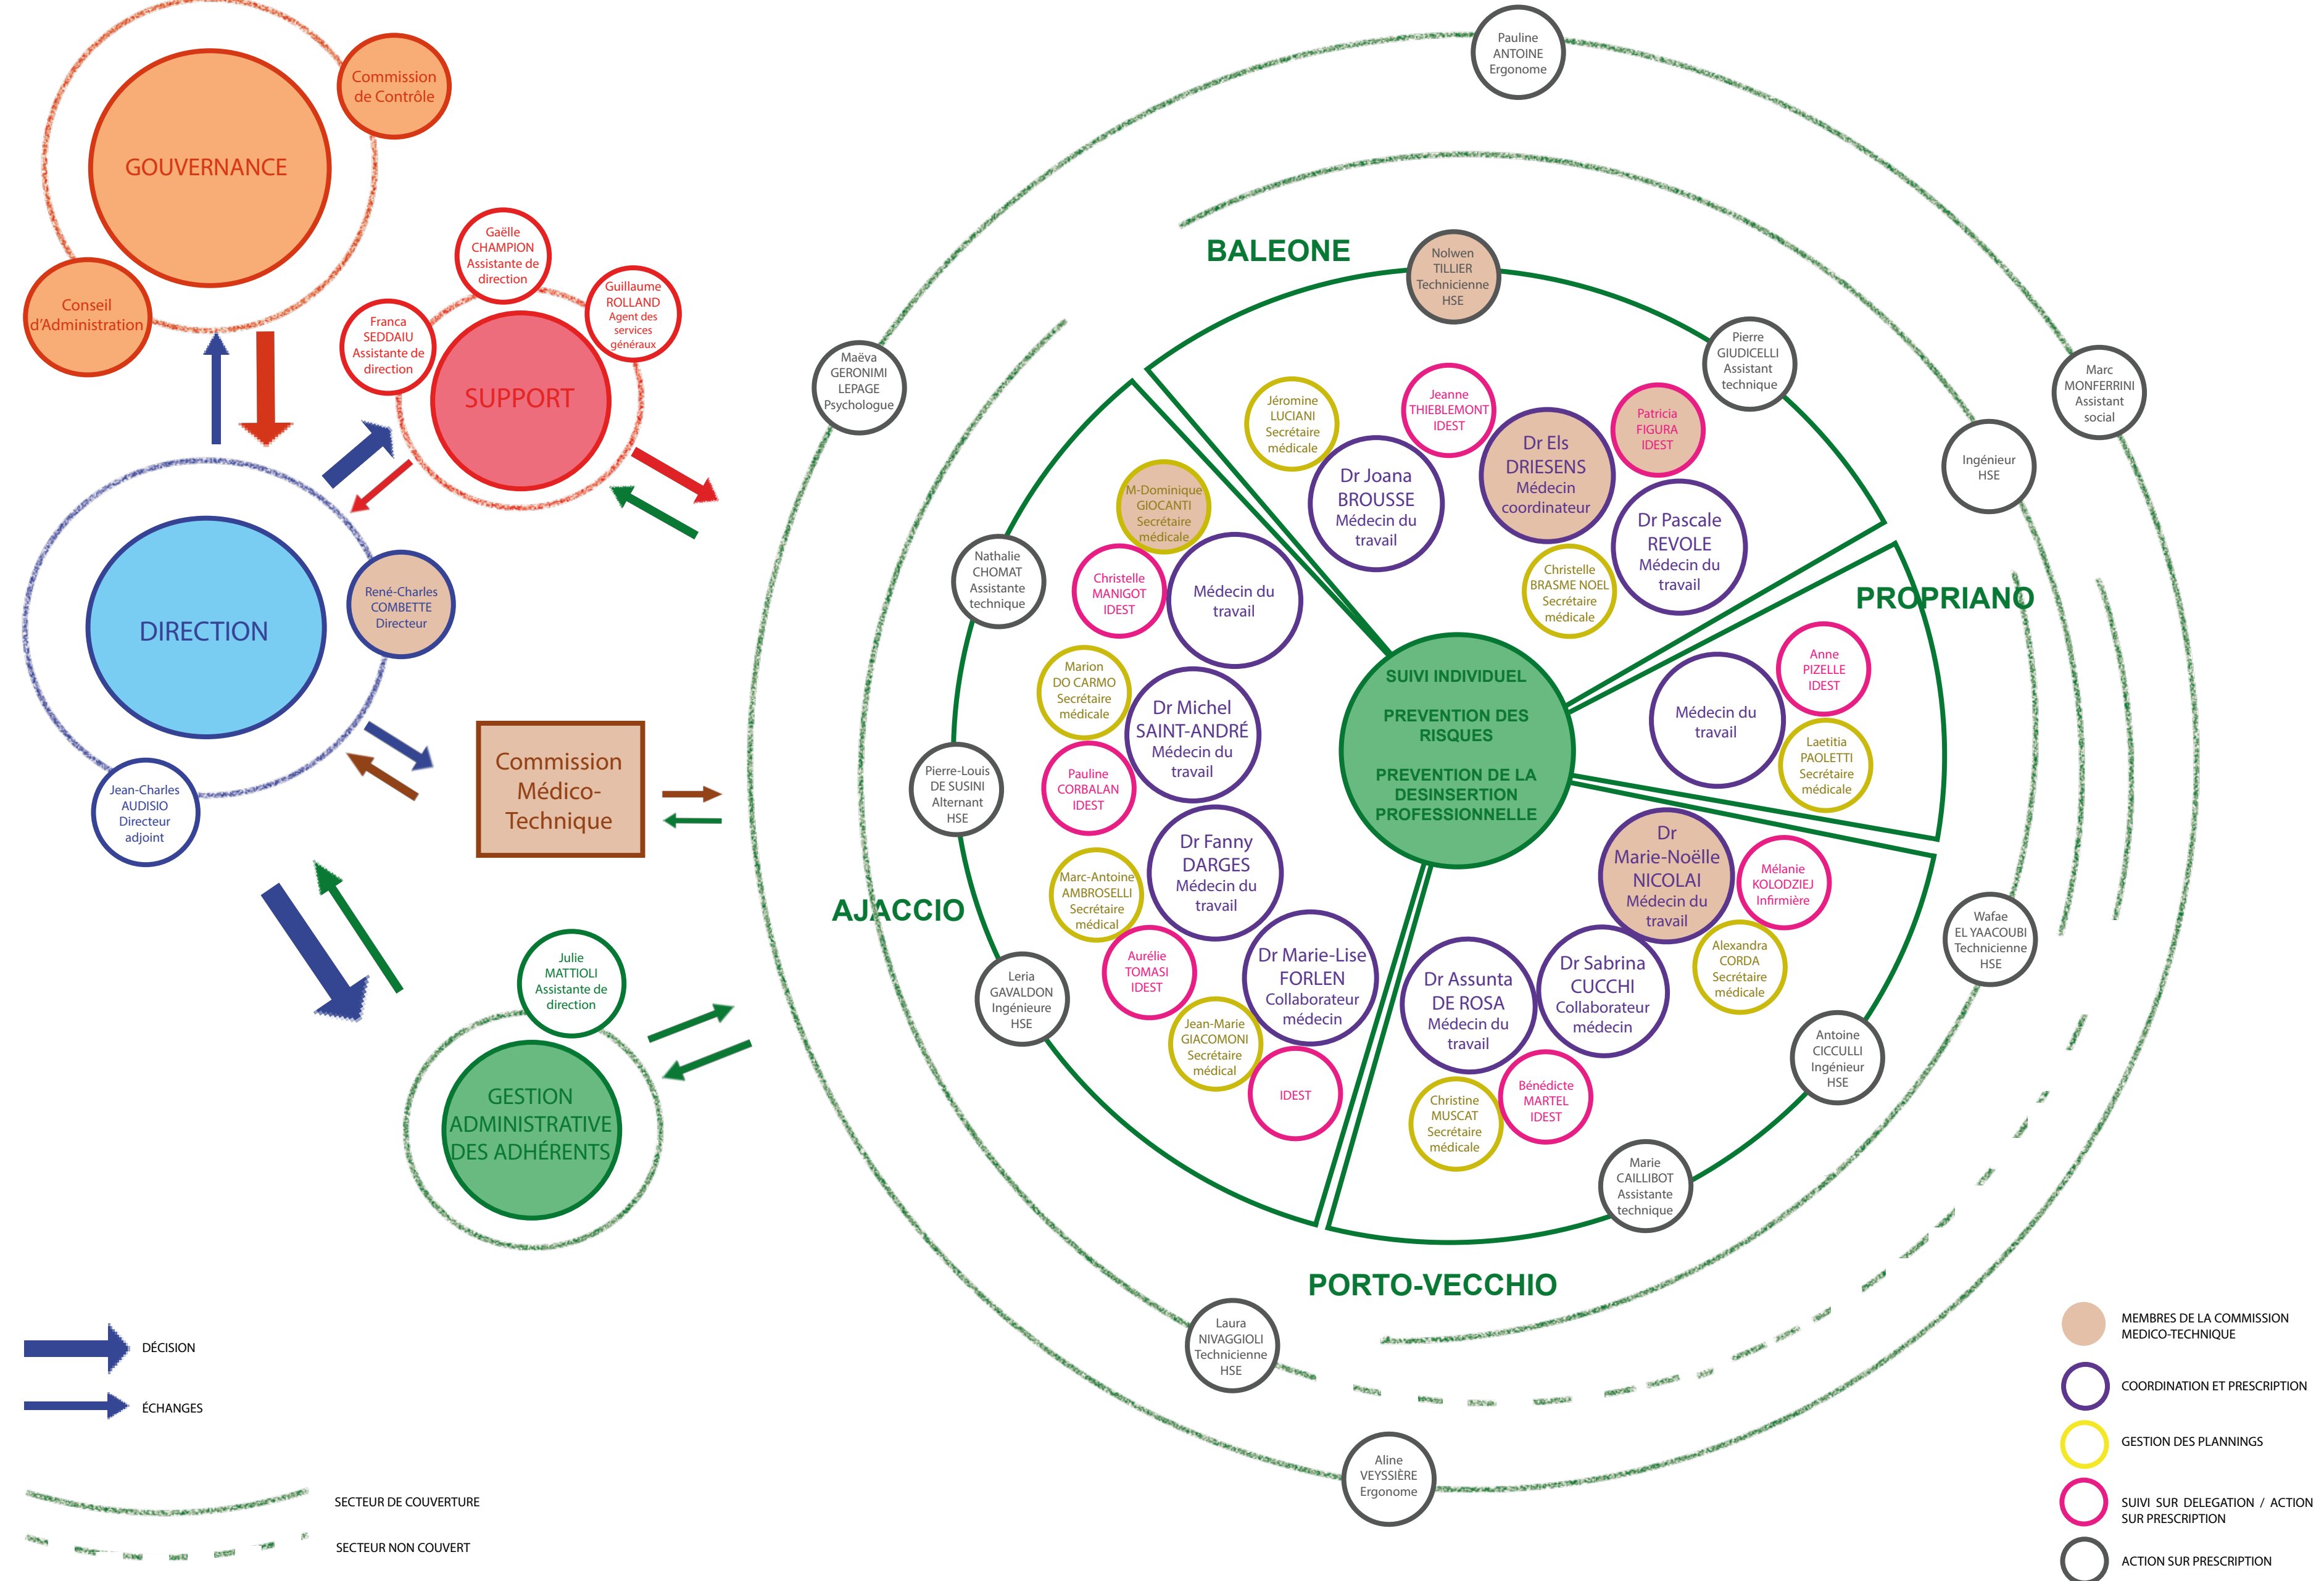 GOUVERNANCE
Commission
de Contrôle
Conseil
d'Administration
Gaëlle
CHAMPION
Assistante de
direction
Guillaume
ROLLAND
Agent des
services
généraux
Franca
SEDDAIU
Assistante de
direction
SUPPORT
DIRECTION
René-Charles
COMBETTE
Directeur
Jean-Charles
AUDISIO
Directeur
adjoint
Commission
Médico-
Technique
Julie
MATTIOLI
Assistante de
direction
GESTION
ADMINISTRATIVE
DES ADHÉRENTS
DÉCISION
ÉCHANGES
SECTEUR DE COUVERTURE
SECTEUR NON COUVERT
Pauline
ANTOINE
Ergonome
Maëva
GERONIMI
LEPAGE
Psychologue
Marc
MONFERRINI
Assistant
social
Ingénieur
HSE
Wafae
EL YAACOUBI
Technicienne
HSE
Laura
NIVAGGIOLI
Technicienne
HSE
Aline
VEYSSIÈRE
Ergonome
BALEONE
Nolwen
TILLIER
Technicienne
HSE
Pierre
GIUDICELLI
Assistant
technique
Jéromine
LUCIANI
Secrétaire
médicale
Jeanne
THIEBLEMONT
IDEST
Patricia
FIGURA
IDEST
Dr Joana
BROUSSE
Médecin du
travail
Dr Els
DRIESENS
Médecin
coordinateur
Dr Pascale
REVOLE
Médecin du
travail
Christelle
BRASME NOEL
Secrétaire
médicale
PROPRIANO
Anne
PIZELLE
IDEST
Médecin du
travail
Laetitia
PAOLETTI
Secrétaire
médicale
SUIVI INDIVIDUEL
PREVENTION DES
RISQUES
PREVENTION DE LA
DESINSERTION
PROFESSIONNELLE
AJACCIO
M-Dominique
GIOCANTI
Secrétaire
médicale
Nathalie
CHOMAT
Assistante
technique
Christelle
MANIGOT
IDEST
Médecin du
travail
Marion
DO CARMO
Secrétaire
médicale
Dr Michel
SAINT-ANDRÉ
Médecin du
travail
Pierre-Louis
DE SUSINI
Alternant
HSE
Pauline
CORBALAN
IDEST
Dr Fanny
DARGES
Médecin du
travail
Marc-Antoine
AMBROSELLI
Secrétaire
médical
Aurélie
TOMASI
IDEST
Dr Marie-Lise
FORLEN
Collaborateur
médecin
Leria
GAVALDON
Ingénieure
HSE
Jean-Marie
GIACOMONI
Secrétaire
médical
IDEST
PORTO-VECCHIO
Dr
Marie-Noëlle
NICOLAI
Médecin du
travail
Mélanie
KOLODZIEJ
Infirmière
Alexandra
CORDA
Secrétaire
médicale
Dr Sabrina
CUCCHI
Collaborateur
médecin
Dr Assunta
DE ROSA
Médecin du
travail
Bénédicte
MARTEL
IDEST
Christine
MUSCAT
Secrétaire
médicale
Antoine
CICCULLI
Ingénieur
HSE
Marie
CAILLIBOT
Assistante
technique
MEMBRES DE LA COMMISSION
MEDICO-TECHNIQUE
COORDINATION ET PRESCRIPTION
GESTION DES PLANNINGS
SUIVI SUR DELEGATION / ACTION
SUR PRESCRIPTION
ACTION SUR PRESCRIPTION